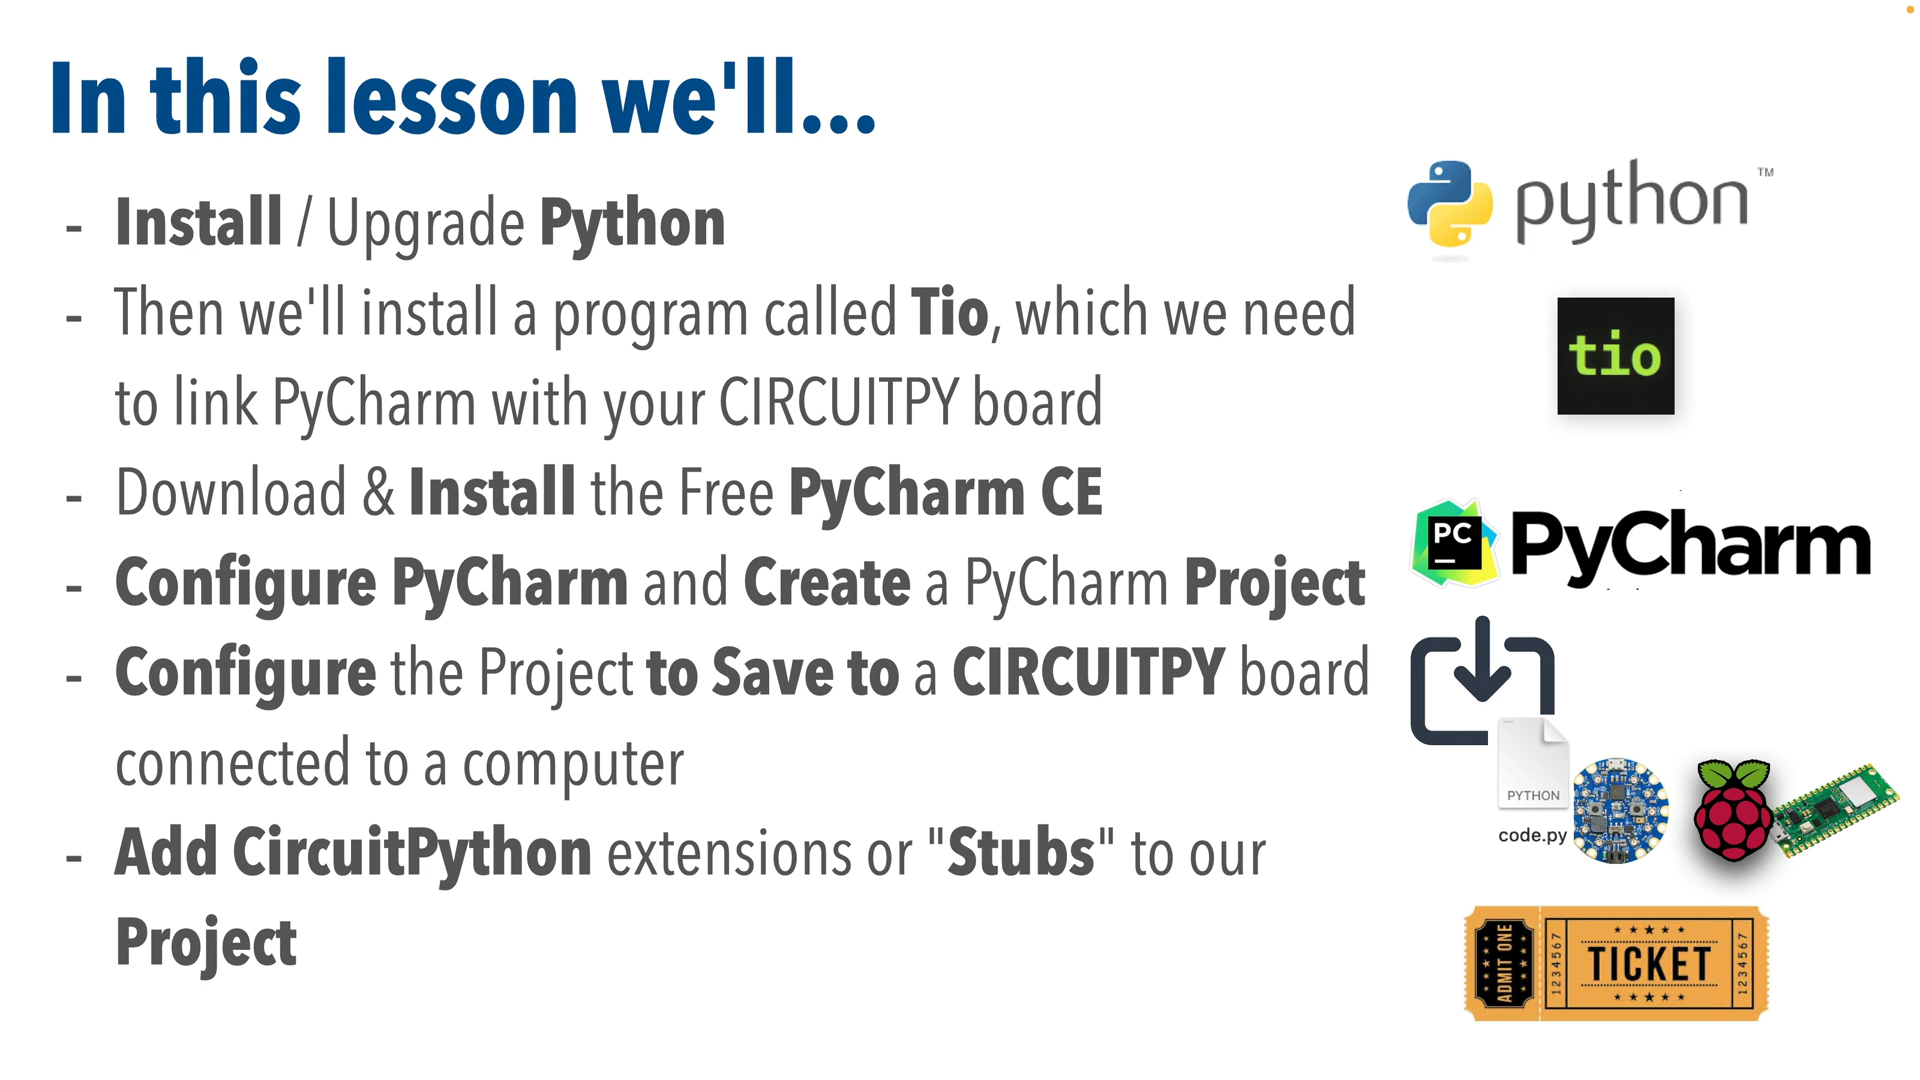 In this lesson we'll...
- Install / Upgrade Python
- Then we'll install a program called Tio, which we need
to link PyCharm with your CIRCUITPY board
- Download & Install the Free PyCharm CE
- Configure PyCharm and Create a PyCharm Project
- Configure the Project to Save to a CIRCUITPY board
connected to a computer
- Add CircuitPython extensions or "Stubs" to our
Project
python™
tio
PC
PyCharm
PYTHON
code.py
ADMIT ONE
1234567
TICKET
1234567